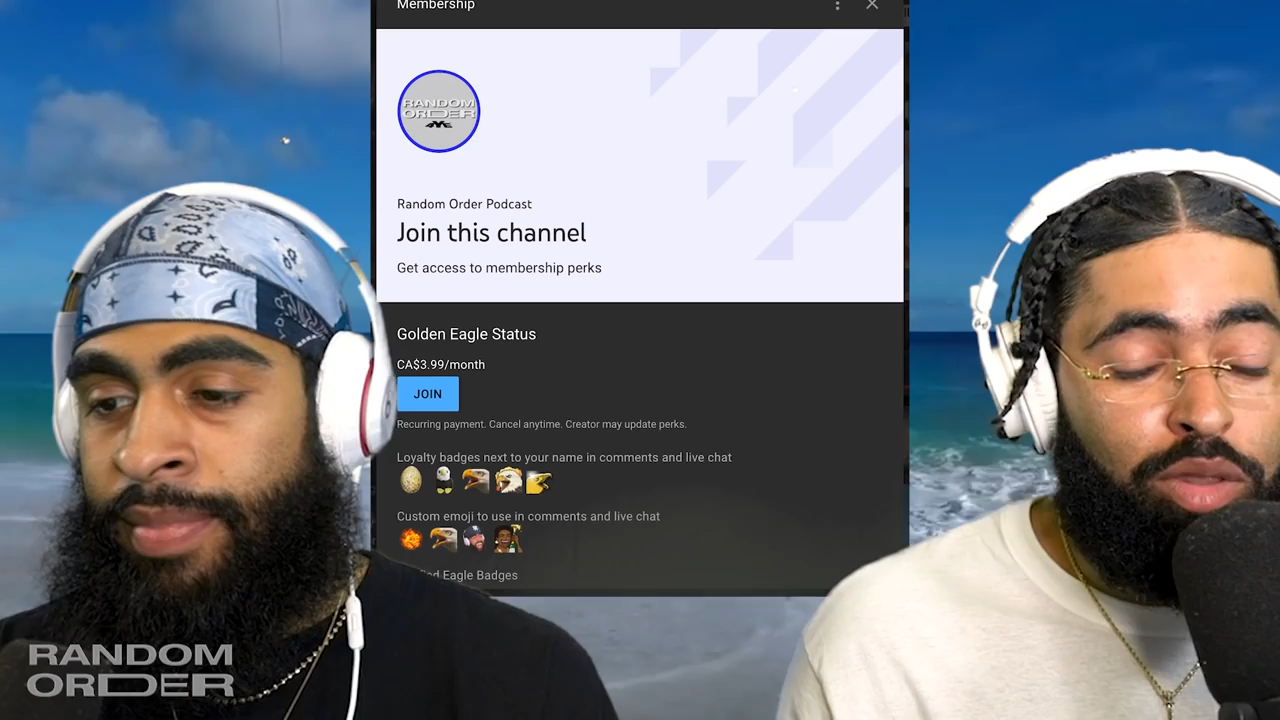 Membership
RANDOM
ORDER
Random Order Podcast
Join this channel
Get access to membership perks
Golden Eagle Status
CA$3.99/month
JOIN
Recurring payment. Cancel anytime. Creator may update perks.
Loyalty badges next to your name in comments and live chat
Custom emoji to use in comments and live chat
Eagle Badges
RANDOM
ORDER